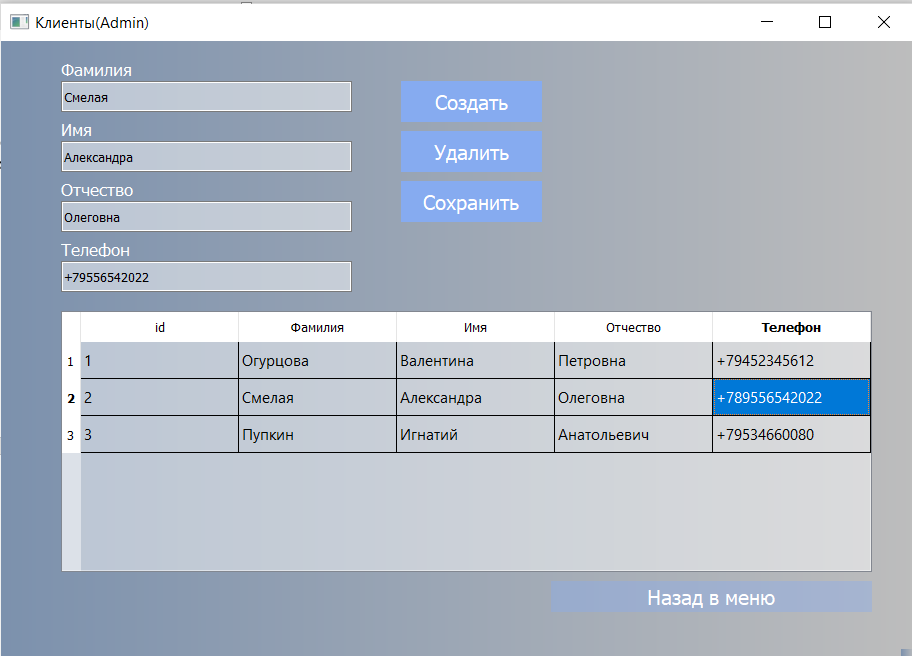 Клиенты(Admin)
Фамилия
Смелая
Имя
Александра
Отчество
Олеговна
Телефон
+79556542022
Создать
Удалить
Сохранить
id Фамилия Имя Отчество Телефон
1 1 Огурцова Валентина Петровна +79452345612
2 2 Смелая Александра Олеговна +789556542022
3 3 Пупкин Игнатий Анатольевич +79534660080
Назад в меню